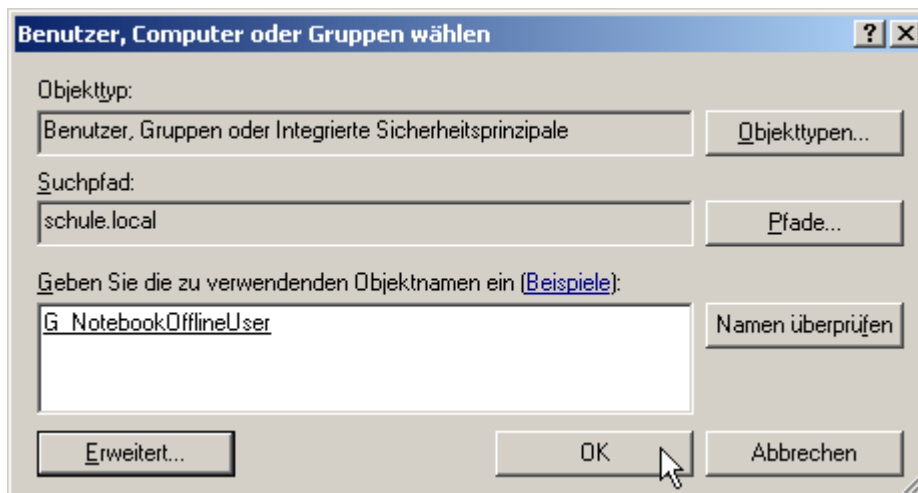 Benutzer, Computer oder Gruppen wählen
Objekttyp:
Benutzer, Gruppen oder Integrierte Sicherheitsprinzipale
Objekttypen...
Suchpfad:
schule.local
Pfade...
Geben Sie die zu verwendenden Objektnamen ein (Beispiele):
G_NotebookOfflineUser
Namen überprüfen
Erweitert...
OK
Abbrechen